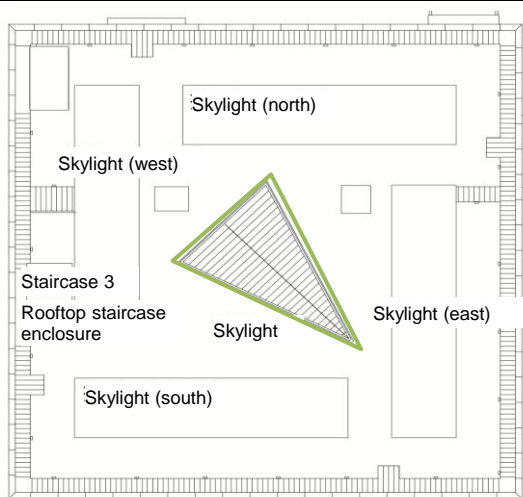 Skylight (north)
Skylight (west)
Staircase 3
Rooftop staircase
enclosure
Skylight
Skylight (east)
Skylight (south)